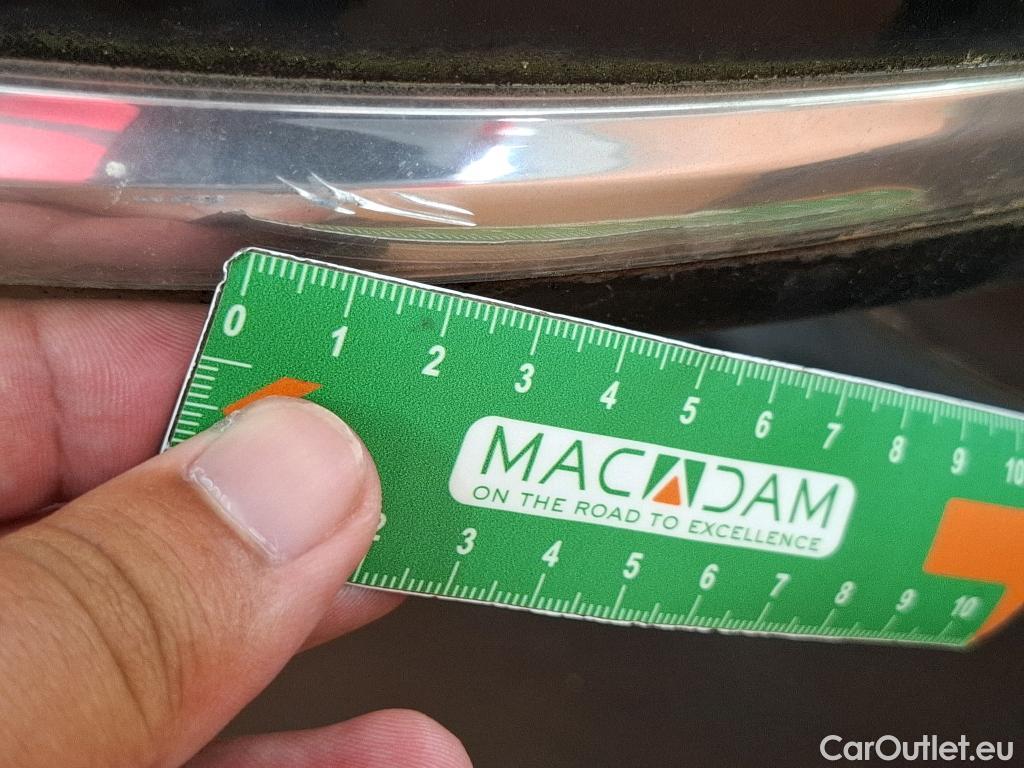 0 1 2 3 4 5 6 7 8 9 10
MACADAM
ON THE ROAD TO EXCELLENCE
2 3 4 5 6 7 8 9 10
CarOutlet.eu